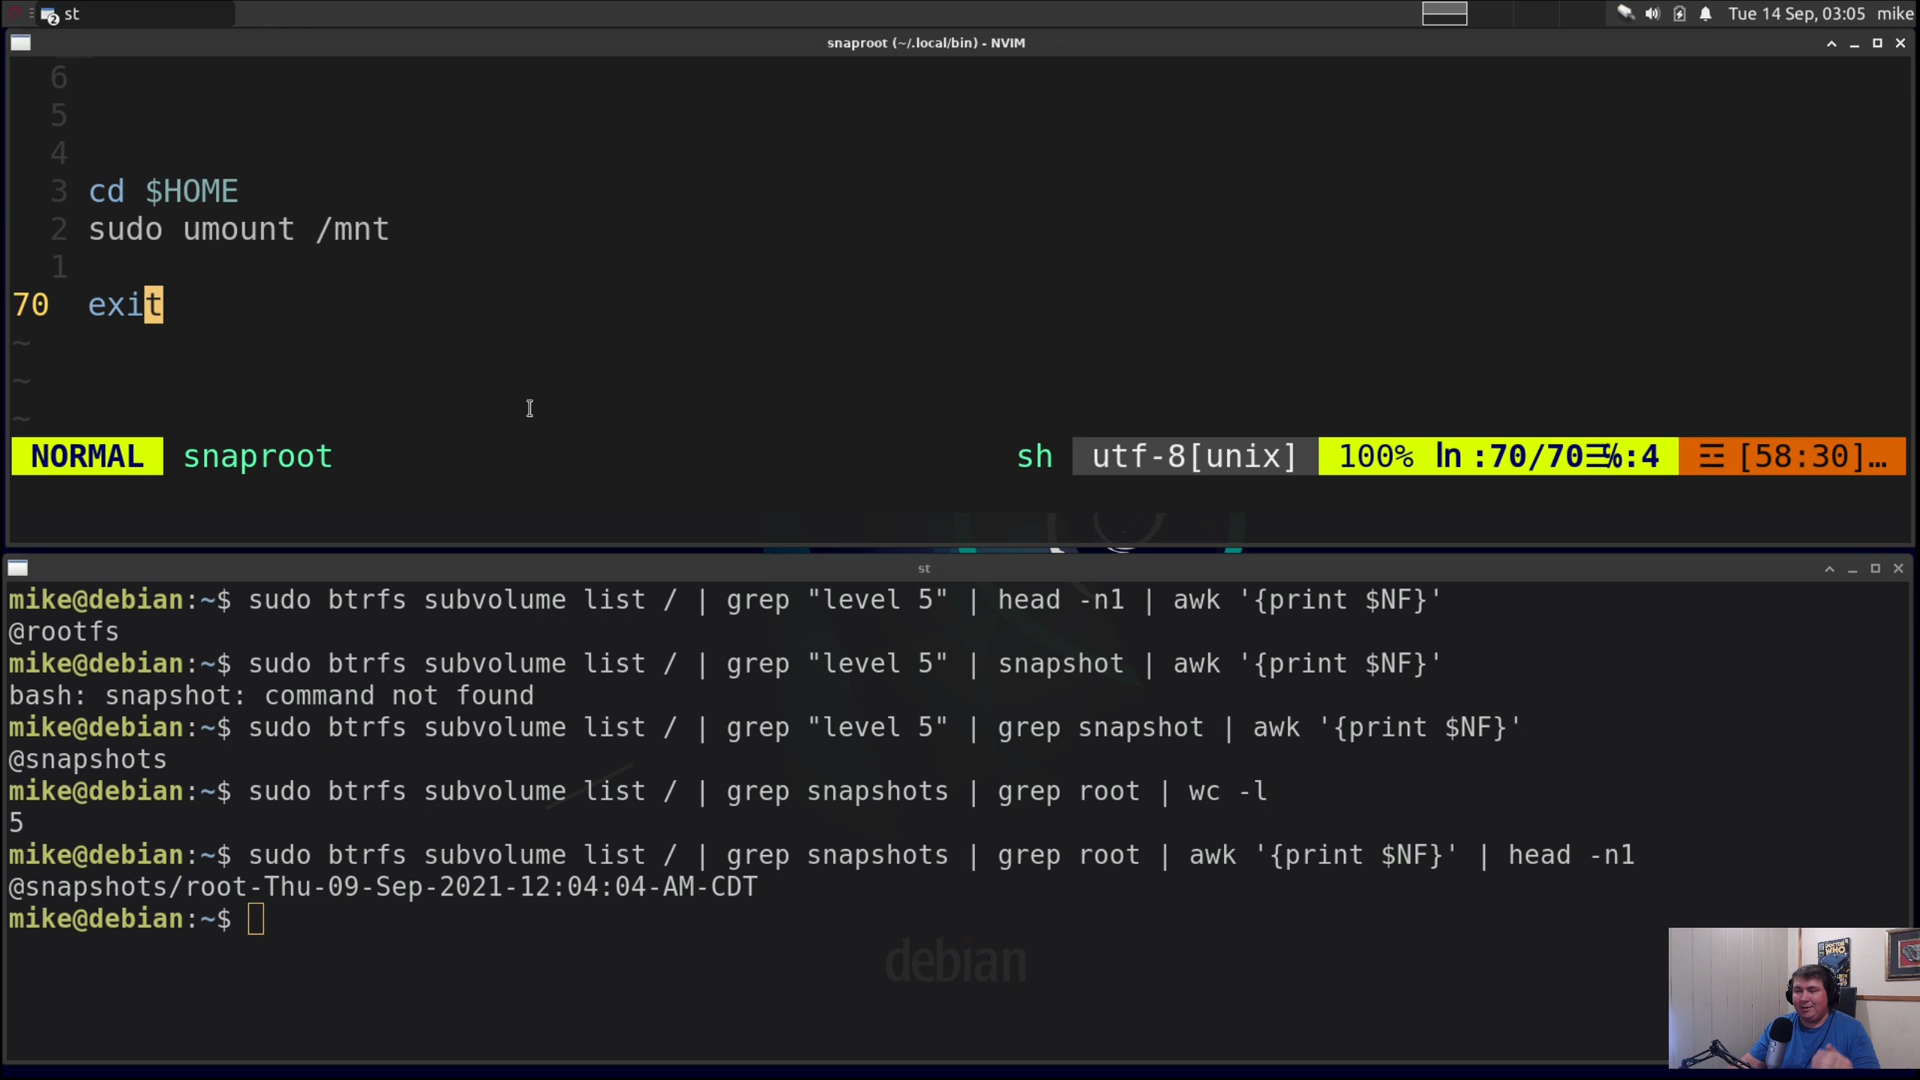 st
Tue 14 Sep, 03:05 mike
snaproot (~/.local/bin) - NVIM
6
5
4
3 cd $HOME
2 sudo umount /mnt
1
70 exit
~
~
~
NORMAL snaproot sh utf-8[unix] 100% ln :70/70☰℅:4 ☲ [58:30]…
st
mike@debian:~$ sudo btrfs subvolume list / | grep "level 5" | head -n1 | awk '{print $NF}'
@rootfs
mike@debian:~$ sudo btrfs subvolume list / | grep "level 5" | snapshot | awk '{print $NF}'
bash: snapshot: command not found
mike@debian:~$ sudo btrfs subvolume list / | grep "level 5" | grep snapshot | awk '{print $NF}'
@snapshots
mike@debian:~$ sudo btrfs subvolume list / | grep snapshots | grep root | wc -l
5
mike@debian:~$ sudo btrfs subvolume list / | grep snapshots | grep root | awk '{print $NF}' | head -n1
@snapshots/root-Thu-09-Sep-2021-12:04:04-AM-CDT
mike@debian:~$
debian
DOCTOR
WHO